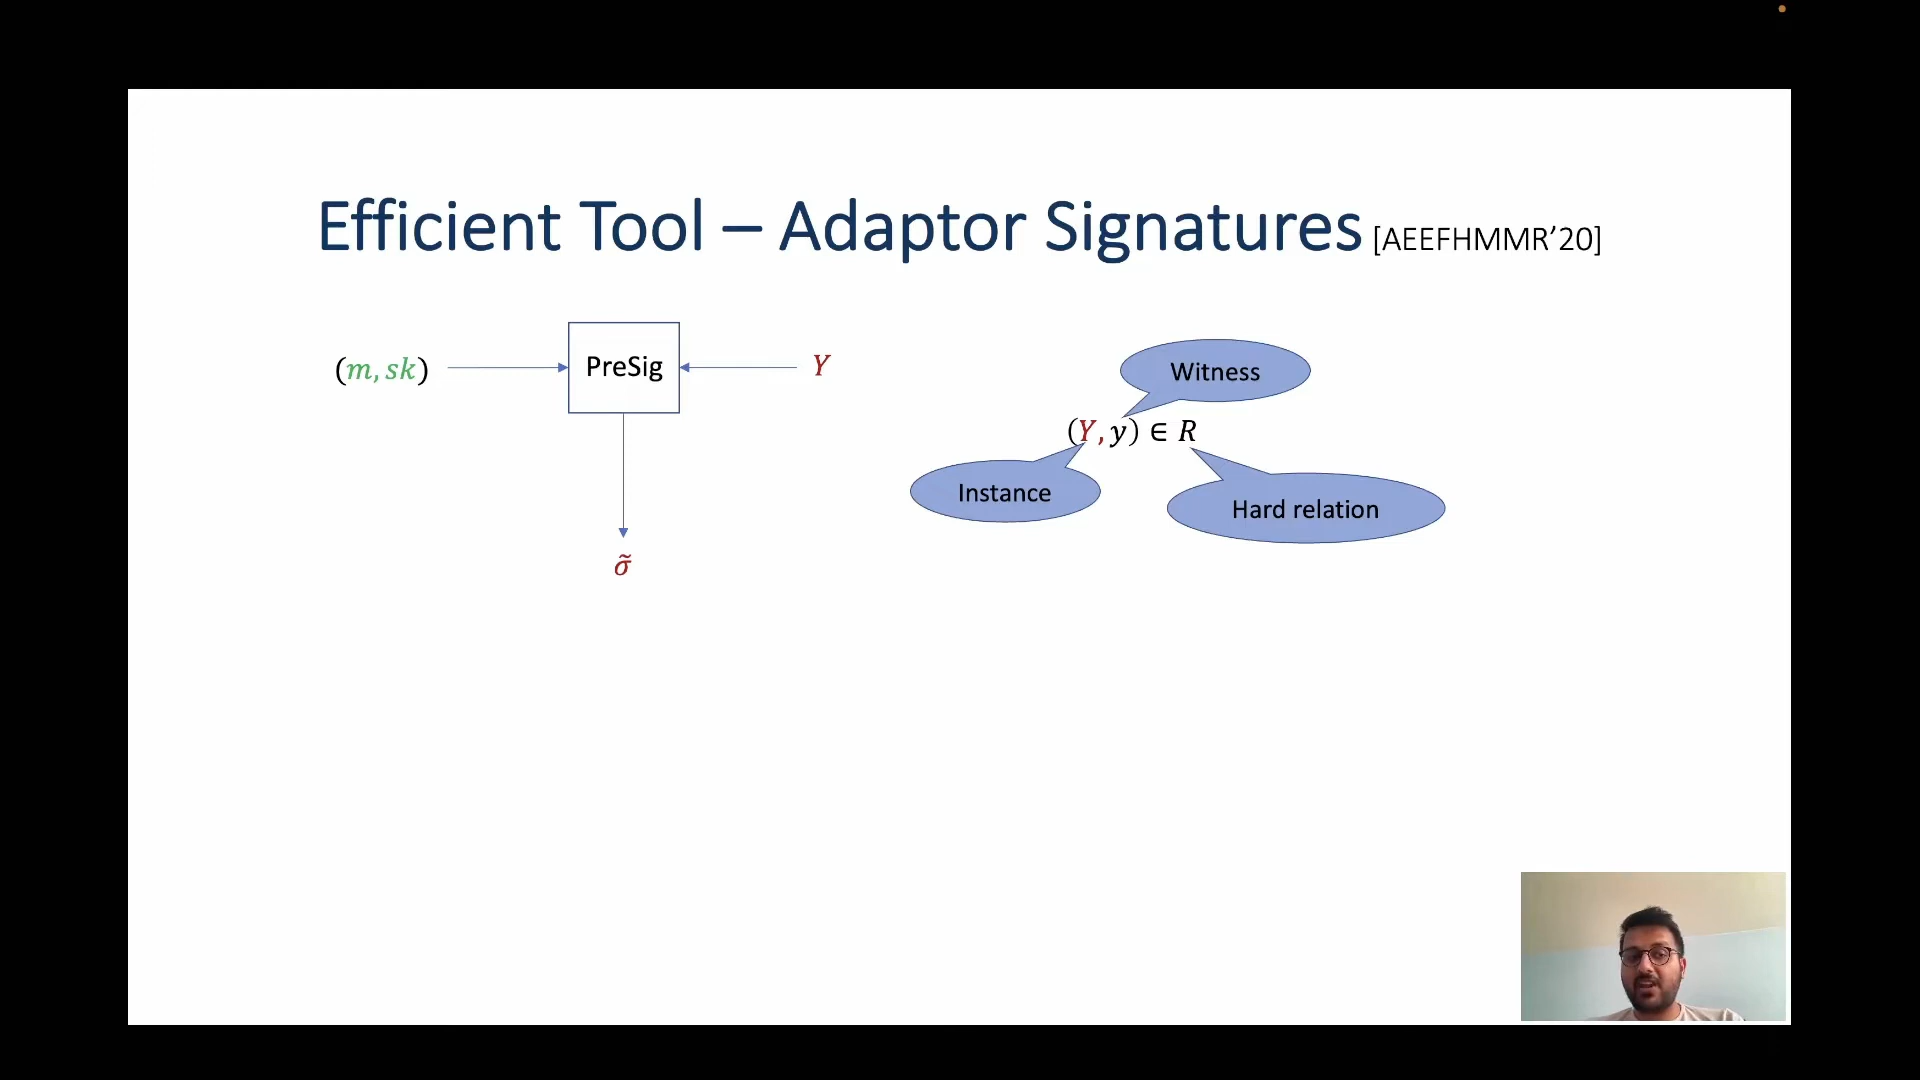 Efficient Tool – Adaptor Signatures [AEEFHMMR’20]
(m, sk)
PreSig
Y
Witness
(Y, y) ∈ R
Instance
Hard relation
σ̃